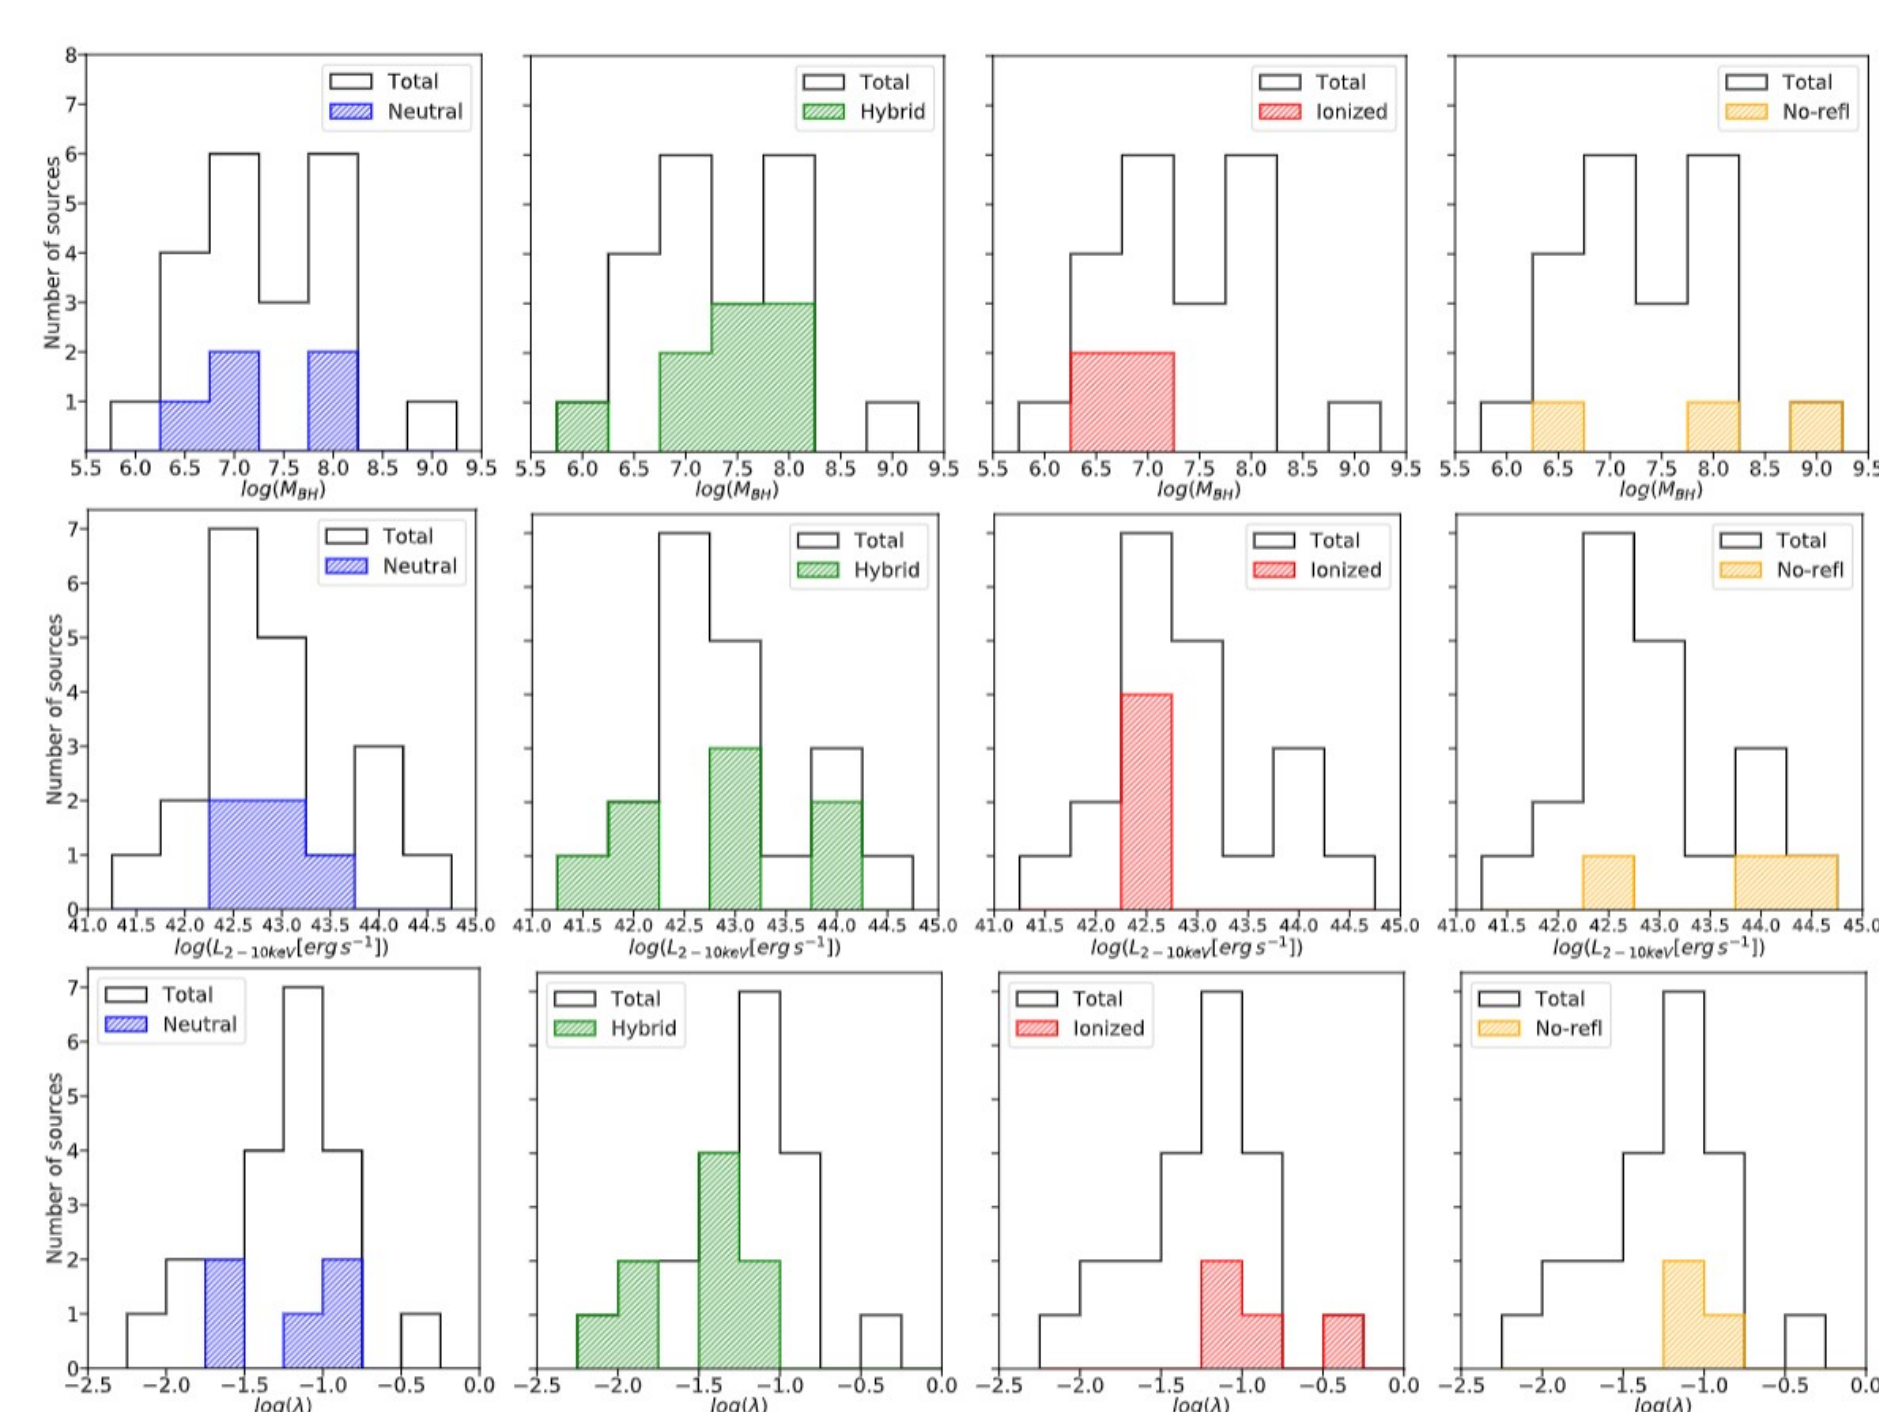 8
7
6
5
4
3
2
1
Number of sources
Total
Neutral
5.5 6.0 6.5 7.0 7.5 8.0 8.5 9.0 9.5
log(M_BH)
Total
Hybrid
5.5 6.0 6.5 7.0 7.5 8.0 8.5 9.0 9.5
log(M_BH)
Total
Ionized
5.5 6.0 6.5 7.0 7.5 8.0 8.5 9.0 9.5
log(M_BH)
Total
No-refl
5.5 6.0 6.5 7.0 7.5 8.0 8.5 9.0 9.5
log(M_BH)
7
6
5
4
3
2
1
0
Number of sources
Total
Neutral
41.0 41.5 42.0 42.5 43.0 43.5 44.0 44.5 45.0
log(L_2−10keV[erg s^−1])
Total
Hybrid
41.0 41.5 42.0 42.5 43.0 43.5 44.0 44.5 45.0
log(L_2−10keV[erg s^−1])
Total
Ionized
41.0 41.5 42.0 42.5 43.0 43.5 44.0 44.5 45.0
log(L_2−10keV[erg s^−1])
Total
No-refl
41.0 41.5 42.0 42.5 43.0 43.5 44.0 44.5 45.0
log(L_2−10keV[erg s^−1])
7
6
5
4
3
2
1
0
Number of sources
Total
Neutral
−2.5 −2.0 −1.5 −1.0 −0.5 0.0
log(λ)
Total
Hybrid
−2.5 −2.0 −1.5 −1.0 −0.5 0.0
log(λ)
Total
Ionized
−2.5 −2.0 −1.5 −1.0 −0.5 0.0
log(λ)
Total
No-refl
−2.5 −2.0 −1.5 −1.0 −0.5 0.0
log(λ)